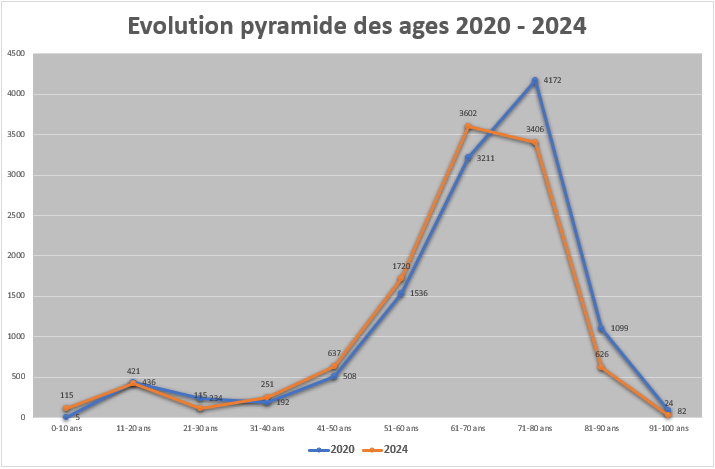 Evolution pyramide des ages 2020 - 2024
4500
4000
3500
3000
2500
2000
1500
1000
500
0
115
5
421
436
115
234
251
192
637
508
1720
1536
3602
3211
4172
3406
1099
626
24
82
0-10 ans
11-20 ans
21-30 ans
31-40 ans
41-50 ans
51-60 ans
61-70 ans
71-80 ans
81-90 ans
91-100 ans
2020
2024